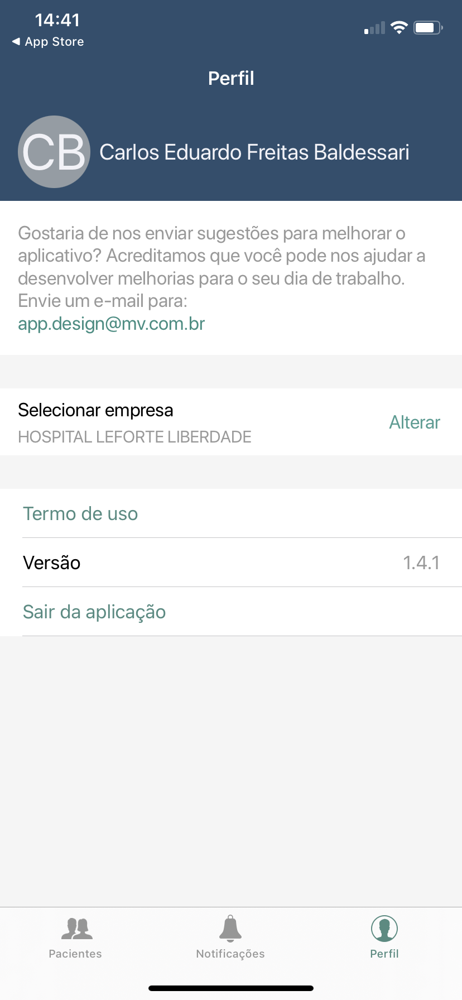 14:41
◀ App Store
Perfil
CB
Carlos Eduardo Freitas Baldessari
Gostaria de nos enviar sugestões para melhorar o
aplicativo? Acreditamos que você pode nos ajudar a
desenvolver melhorias para o seu dia de trabalho.
Envie um e-mail para:
app.design@mv.com.br
Selecionar empresa
HOSPITAL LEFORTE LIBERDADE
Alterar
Termo de uso
Versão 1.4.1
Sair da aplicação
Pacientes Notificações Perfil